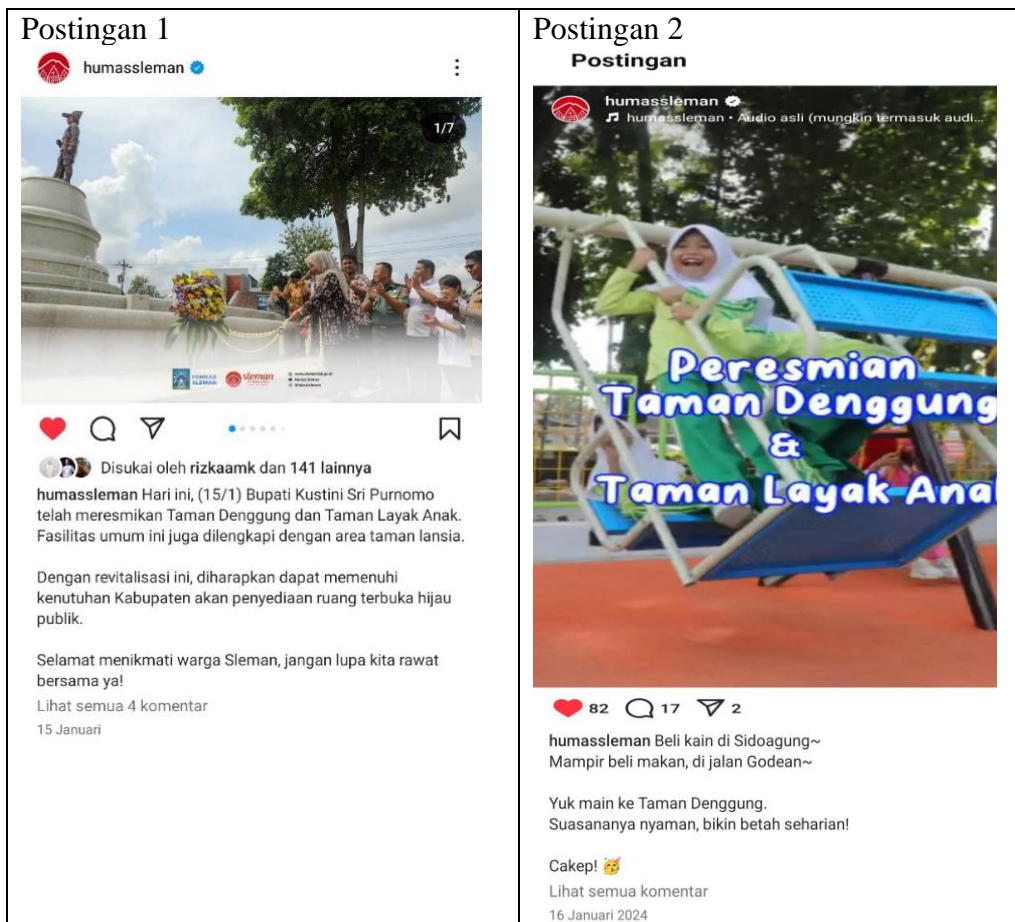 Postingan 1
humassleman
1/7
PEMKAB
SLEMAN
sleman
Disukai oleh rizkaamk dan 141 lainnya
humassleman Hari ini, (15/1) Bupati Kustini Sri Purnomo
telah meresmikan Taman Denggung dan Taman Layak Anak.
Fasilitas umum ini juga dilengkapi dengan area taman lansia.
Dengan revitalisasi ini, diharapkan dapat memenuhi
kenutuhan Kabupaten akan penyediaan ruang terbuka hijau
publik.
Selamat menikmati warga Sleman, jangan lupa kita rawat
bersama ya!
Lihat semua 4 komentar
15 Januari
Postingan 2
Postingan
humassleman
humassleman • Audio asli (mungkin termasuk audi...
Peresmian
Taman Denggung
&
Taman Layak Ana
82 17 2
humassleman Beli kain di Sidoagung~
Mampir beli makan, di jalan Godean~
Yuk main ke Taman Denggung.
Suasananya nyaman, bikin betah seharian!
Cakep! 🥳
Lihat semua komentar
16 Januari 2024